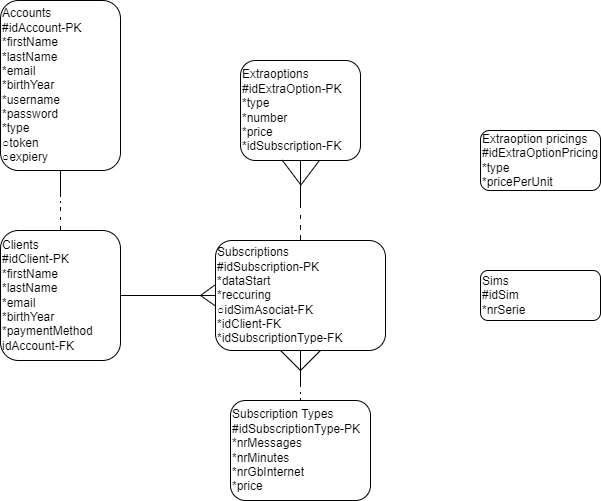 Accounts
#idAccount-PK
*firstName
*lastName
*email
*birthYear
*username
*password
*type
○token
○expiery
Extraoptions
#idExtraOption-PK
*type
*number
*price
*idSubscription-FK
Extraoption pricings
#idExtraOptionPricing
*type
*pricePerUnit
Clients
#idClient-PK
*firstName
*lastName
*email
*birthYear
*paymentMethod
idAccount-FK
Subscriptions
#idSubscription-PK
*dataStart
*reccuring
○idSimAsociat-FK
*idClient-FK
*idSubscriptionType-FK
Sims
#idSim
*nrSerie
Subscription Types
#idSubscriptionType-PK
*nrMessages
*nrMinutes
*nrGbInternet
*price